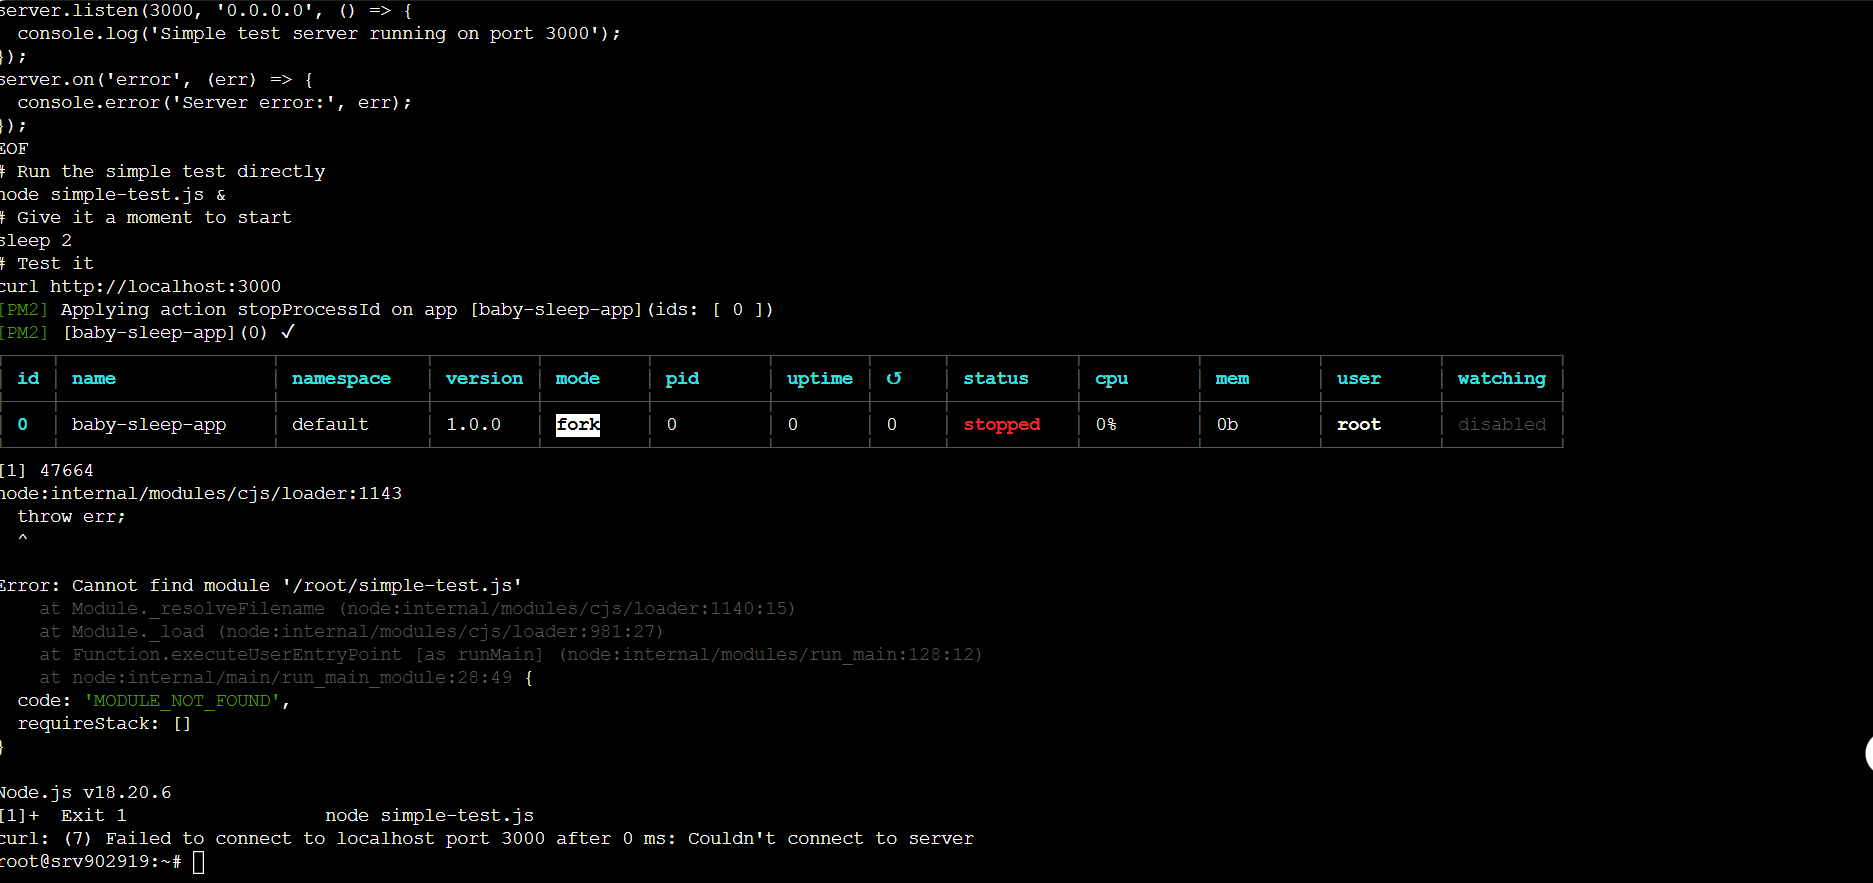 server.listen(3000, '0.0.0.0', () => {
  console.log('Simple test server running on port 3000');
});
server.on('error', (err) => {
  console.error('Server error:', err);
});
EOF
# Run the simple test directly
node simple-test.js &
# Give it a moment to start
sleep 2
# Test it
curl http://localhost:3000
[PM2] Applying action stopProcessId on app [baby-sleep-app](ids: [ 0 ])
[PM2] [baby-sleep-app](0) ✓
id name namespace version mode pid uptime ↺ status cpu mem user watching
0 baby-sleep-app default 1.0.0 fork 0 0 0 stopped 0% 0b root disabled
[1] 47664
node:internal/modules/cjs/loader:1143
  throw err;
  ^
Error: Cannot find module '/root/simple-test.js'
    at Module._resolveFilename (node:internal/modules/cjs/loader:1140:15)
    at Module._load (node:internal/modules/cjs/loader:981:27)
    at Function.executeUserEntryPoint [as runMain] (node:internal/modules/run_main:128:12)
    at node:internal/main/run_main_module:28:49 {
  code: 'MODULE_NOT_FOUND',
  requireStack: []
}
Node.js v18.20.6
[1]+  Exit 1                  node simple-test.js
curl: (7) Failed to connect to localhost port 3000 after 0 ms: Couldn't connect to server
root@srv902919:~#